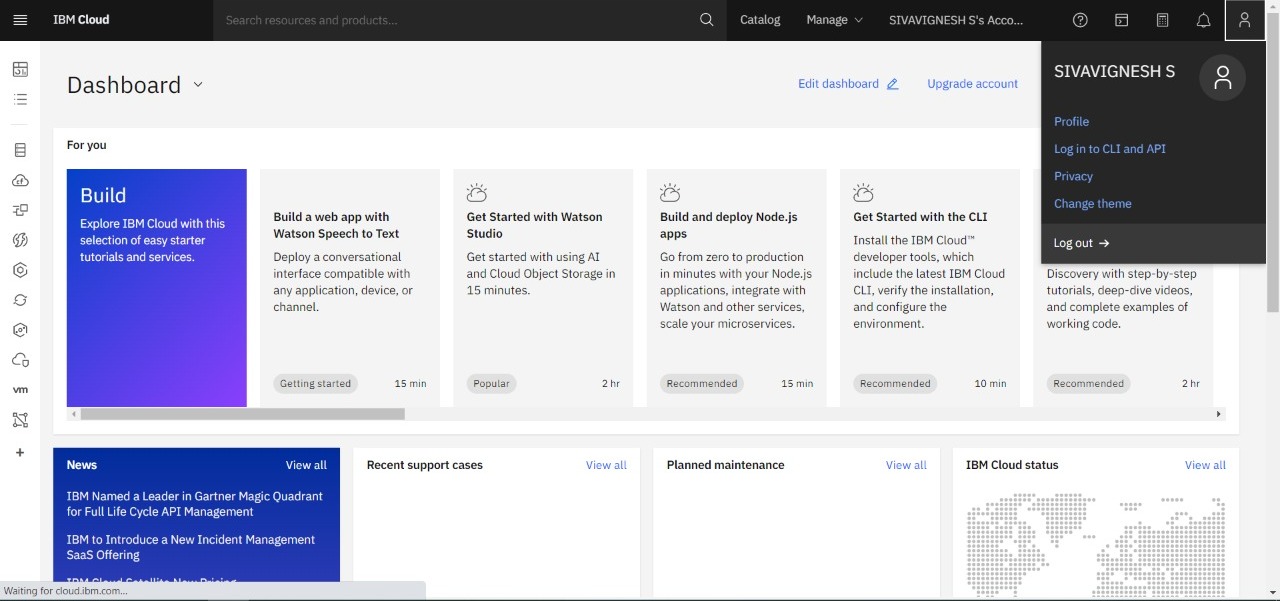 IBM Cloud
Search resources and products...
Catalog
Manage
SIVAVIGNESH S's Acco...
SIVAVIGNESH S
Profile
Log in to CLI and API
Privacy
Change theme
Log out →
Dashboard
Edit dashboard
Upgrade account
For you
Build
Explore IBM Cloud with this
selection of easy starter
tutorials and services.
Build a web app with
Watson Speech to Text
Deploy a conversational
interface compatible with
any application, device, or
channel.
Getting started
15 min
Get Started with Watson
Studio
Get started with using AI
and Cloud Object Storage in
15 minutes.
Popular
2 hr
Build and deploy Node.js
apps
Go from zero to production
in minutes with your Node.js
applications, integrate with
Watson and other services,
scale your microservices.
Recommended
15 min
Get Started with the CLI
Install the IBM Cloud™
developer tools, which
include the latest IBM Cloud
CLI, verify the installation,
and configure the
environment.
Recommended
10 min
Discovery with step-by-step
tutorials, deep-dive videos,
and complete examples of
working code.
Recommended
2 hr
vm
News
View all
IBM Named a Leader in Gartner Magic Quadrant
for Full Life Cycle API Management
IBM to Introduce a New Incident Management
SaaS Offering
IBM Cloud Satellite New Pricing
Recent support cases
View all
Planned maintenance
View all
IBM Cloud status
View all
Waiting for cloud.ibm.com...